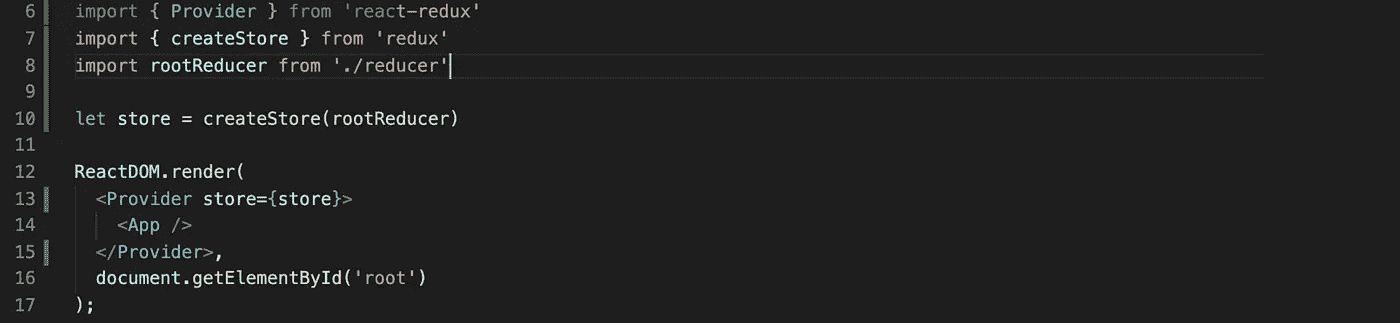 6 import { Provider } from 'react-redux'
7 import { createStore } from 'redux'
8 import rootReducer from './reducer'
9
10 let store = createStore(rootReducer)
11
12 ReactDOM.render(
13   <Provider store={store}>
14     <App />
15   </Provider>,
16   document.getElementById('root')
17 );